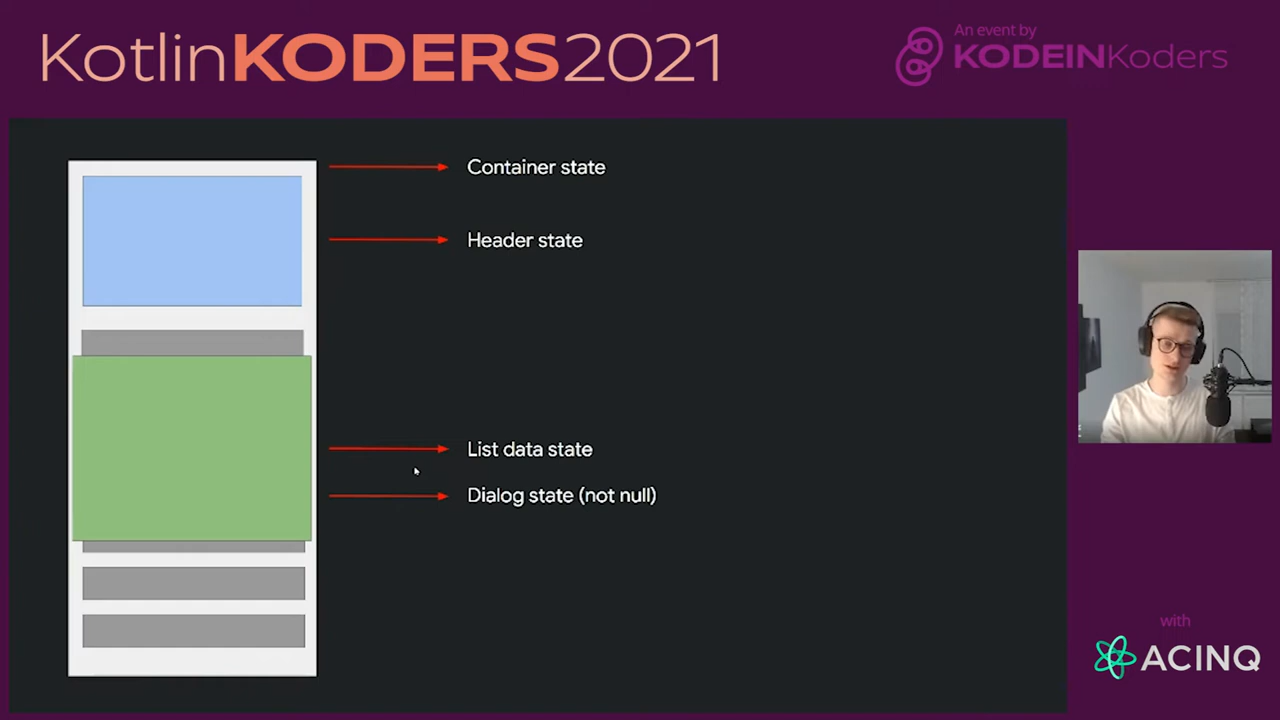 KotlinKODERS2021
An event by
KODEINKoders
Container state
Header state
List data state
Dialog state (not null)
with
ACINQ